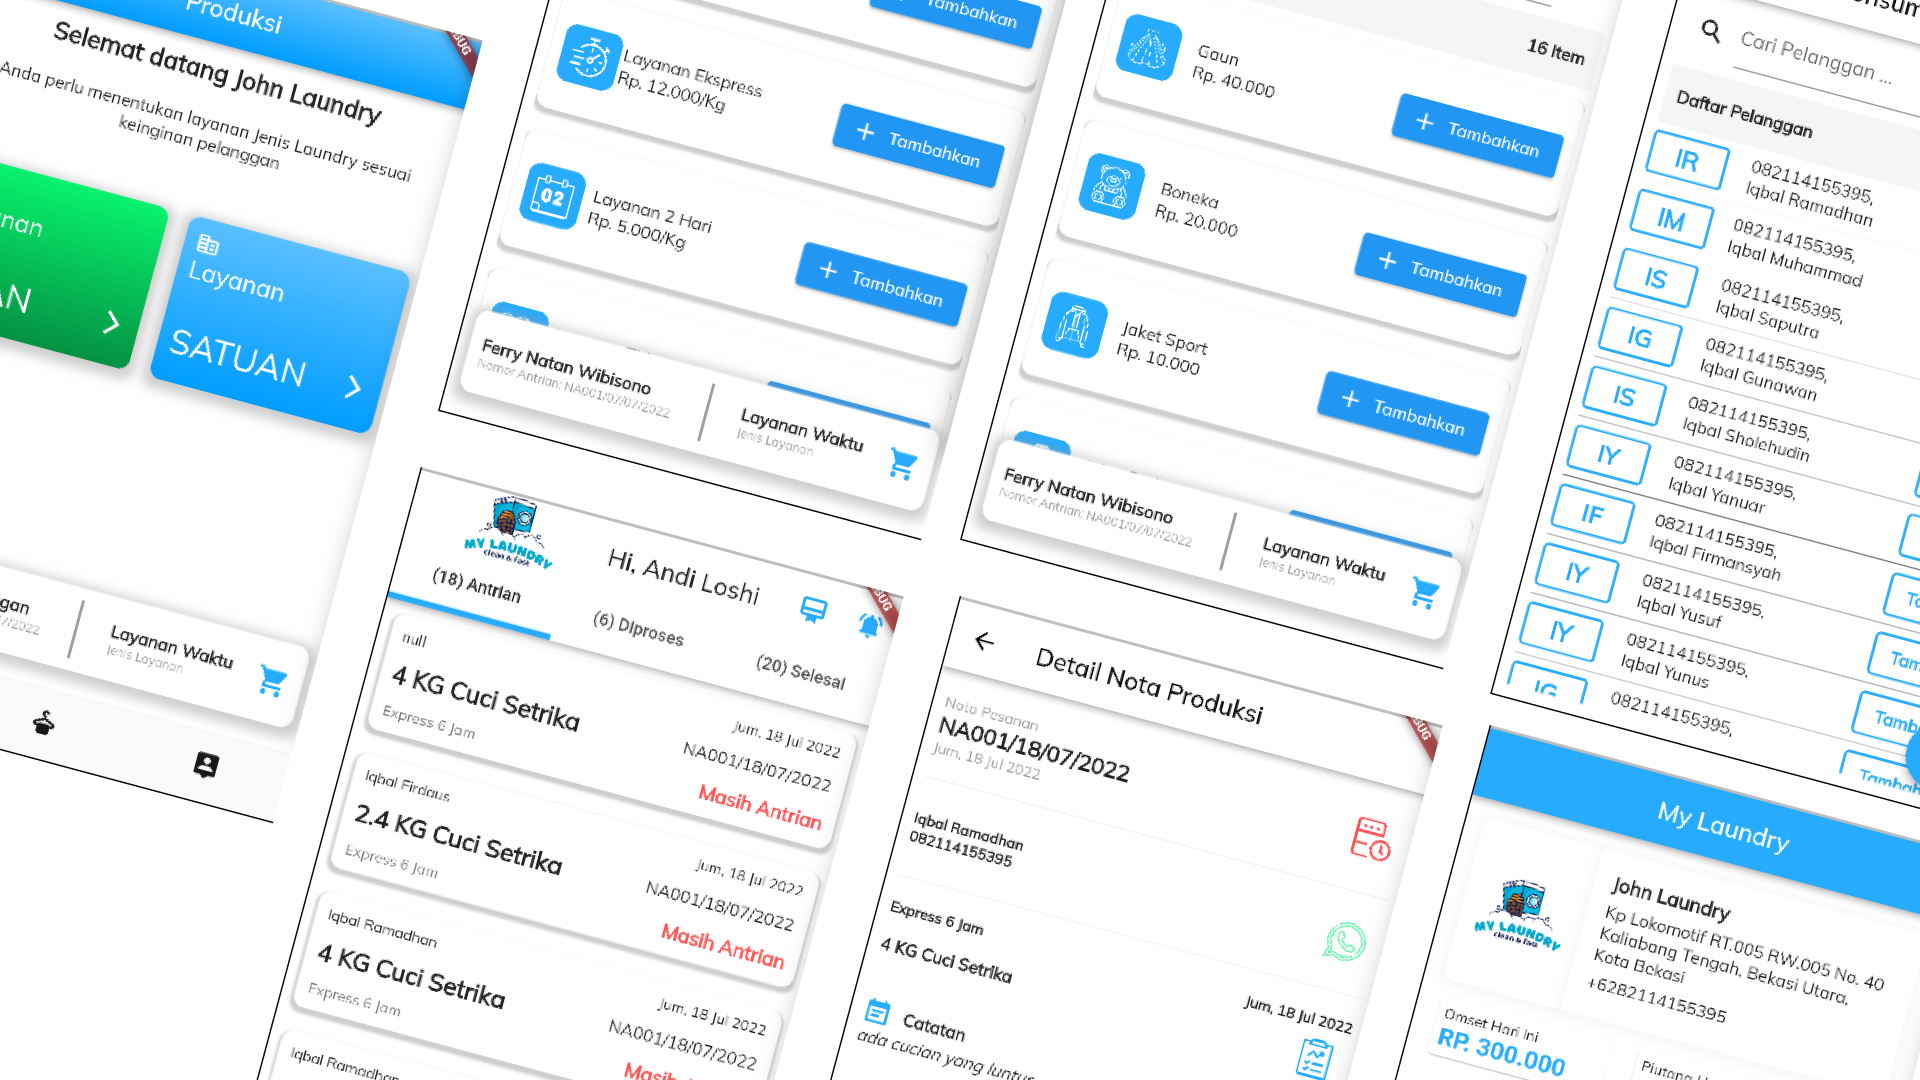 Produksi
Selemat datang John Laundry
Anda perlu menentukan layanan Jenis Laundry sesuai
keinginan pelanggan
Layanan
SATUAN
Layanan Waktu
Jenis Layanan
Tambahkan
Layanan Ekspress
Rp. 12.000/Kg
+ Tambahkan
02
Layanan 2 Hari
Rp. 5.000/Kg
+ Tambahkan
Ferry Natan Wibisono
Nomor Antrian: NA001/07/07/2022
Layanan Waktu
Jenis Layanan
16 Item
Gaun
Rp. 40.000
+ Tambahkan
Boneka
Rp. 20.000
+ Tambahkan
Jaket Sport
Rp. 10.000
+ Tambahkan
Ferry Natan Wibisono
Nomor Antrian: NA001/07/07/2022
Layanan Waktu
Jenis Layanan
Cari Pelanggan ...
Daftar Pelanggan
IR
082114155395,
Iqbal Ramadhan
IM
082114155395,
Iqbal Muhammad
IS
082114155395,
Iqbal Saputra
IG
082114155395,
Iqbal Gunawan
IS
082114155395,
Iqbal Sholehudin
IY
082114155395,
Iqbal Yanuar
IF
082114155395,
Iqbal Firmansyah
IY
082114155395,
Iqbal Yusuf
IY
082114155395,
Iqbal Yunus
IG
082114155395,
MY LAUNDRY
clean & Fast
Hi, Andi Loshi
(18) Antrian
(6) Diproses
(20) Selesai
null
4 KG Cuci Setrika
Express 6 Jam
Jum, 18 Jul 2022
NA001/18/07/2022
Masih Antrian
Iqbal Firdaus
2.4 KG Cuci Setrika
Express 6 Jam
Jum, 18 Jul 2022
NA001/18/07/2022
Masih Antrian
Iqbal Ramadhan
4 KG Cuci Setrika
Express 6 Jam
Jum, 18 Jul 2022
NA001/18/07/2022
Iqbal Ramadhan
Detail Nota Produksi
Nota Pesanan
NA001/18/07/2022
Jum, 18 Jul 2022
Iqbal Ramadhan
082114155395
Express 6 Jam
4 KG Cuci Setrika
Jum, 18 Jul 2022
Catatan
ada cucian yang luntur
My Laundry
MY LAUNDRY
clean & Fast
John Laundry
Kp Lokomotif RT.005 RW.005 No. 40
Kaliabang Tengah, Bekasi Utara,
Kota Bekasi
+6282114155395
Omset Hari Ini
RP. 300.000
Piutang